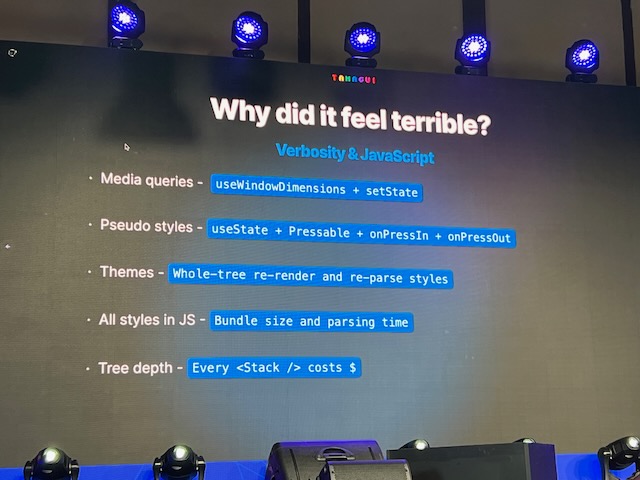 TAMAGUI
Why did it feel terrible?
Verbosity & JavaScript
· Media queries - useWindowDimensions + setState
· Pseudo styles - useState + Pressable + onPressIn + onPressOut
· Themes - Whole-tree re-render and re-parse styles
· All styles in JS - Bundle size and parsing time
· Tree depth - Every <Stack /> costs $